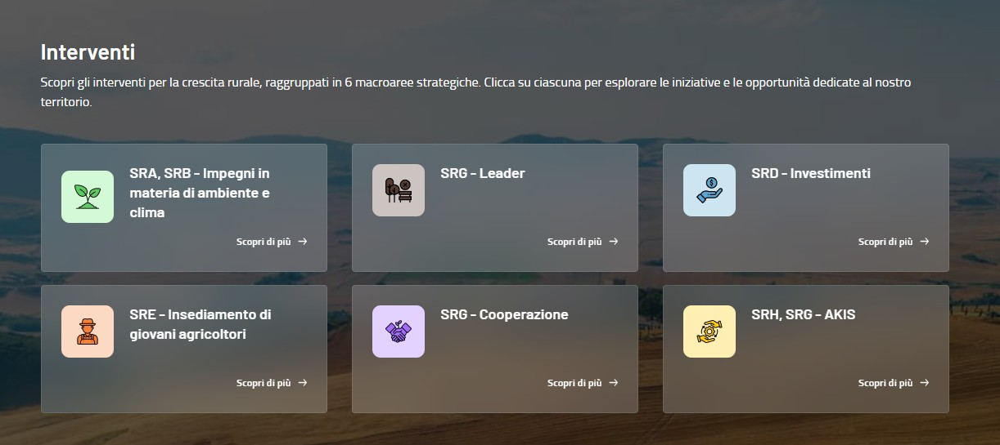 Interventi
Scopri gli interventi per la crescita rurale, raggruppati in 6 macroaree strategiche. Clicca su ciascuna per esplorare le iniziative e le opportunità dedicate al nostro
territorio.
SRA, SRB - Impegni in
materia di ambiente e
clima
Scopri di più
SRG - Leader
Scopri di più
SRD - Investimenti
Scopri di più
SRE - Insediamento di
giovani agricoltori
Scopri di più
SRG - Cooperazione
Scopri di più
SRH, SRG - AKIS
Scopri di più